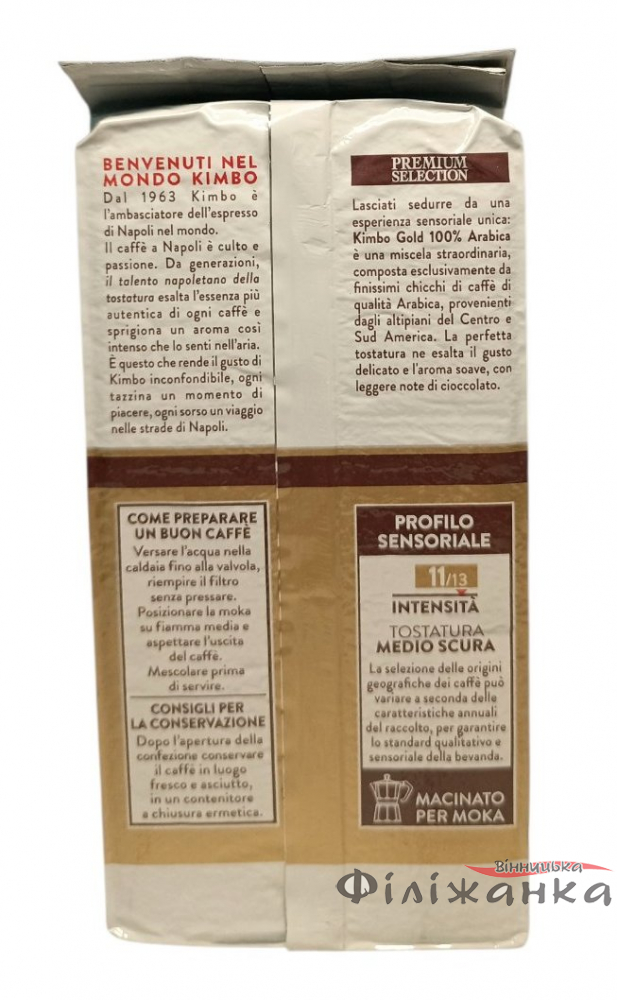 BENVENUTI NEL
MONDO KIMBO
Dal 1963 Kimbo è
l'ambasciatore dell'espresso
di Napoli nel mondo.
Il caffè a Napoli è culto e
passione. Da generazioni,
il talento napoletano della
tostatura esalta l'essenza più
autentica di ogni caffè e
sprigiona un aroma così
intenso che lo senti nell'aria.
È questo che rende il gusto di
Kimbo inconfondibile, ogni
tazzina un momento di
piacere, ogni sorso un viaggio
nelle strade di Napoli.
COME PREPARARE
UN BUON CAFFÈ
Versare l'acqua nella
caldaia fino alla valvola,
riempire il filtro
senza pressare.
Posizionare la moka
su fiamma media e
aspettare l'uscita
del caffè.
Mescolare prima
di servire.
CONSIGLI PER
LA CONSERVAZIONE
Dopo l'apertura della
confezione conservare
il caffè in luogo
fresco e asciutto,
in un contenitore
a chiusura ermetica.
PREMIUM
SELECTION
Lasciati sedurre da una
esperienza sensoriale unica:
Kimbo Gold 100% Arabica
è una miscela straordinaria,
composta esclusivamente da
finissimi chicchi di caffè di
qualità Arabica, provenienti
dagli altipiani del Centro e
Sud America. La perfetta
tostatura ne esalta il gusto
delicato e l'aroma soave, con
leggere note di cioccolato.
PROFILO
SENSORIALE
11/13
INTENSITÀ
TOSTATURA
MEDIO SCURA
La selezione delle origini
geografiche dei caffè può
variare a seconda delle
caratteristiche annuali
del raccolto, per garantire
lo standard qualitativo e
sensoriale della bevanda.
MACINATO
PER MOKA
Вінницька
Філіжанка